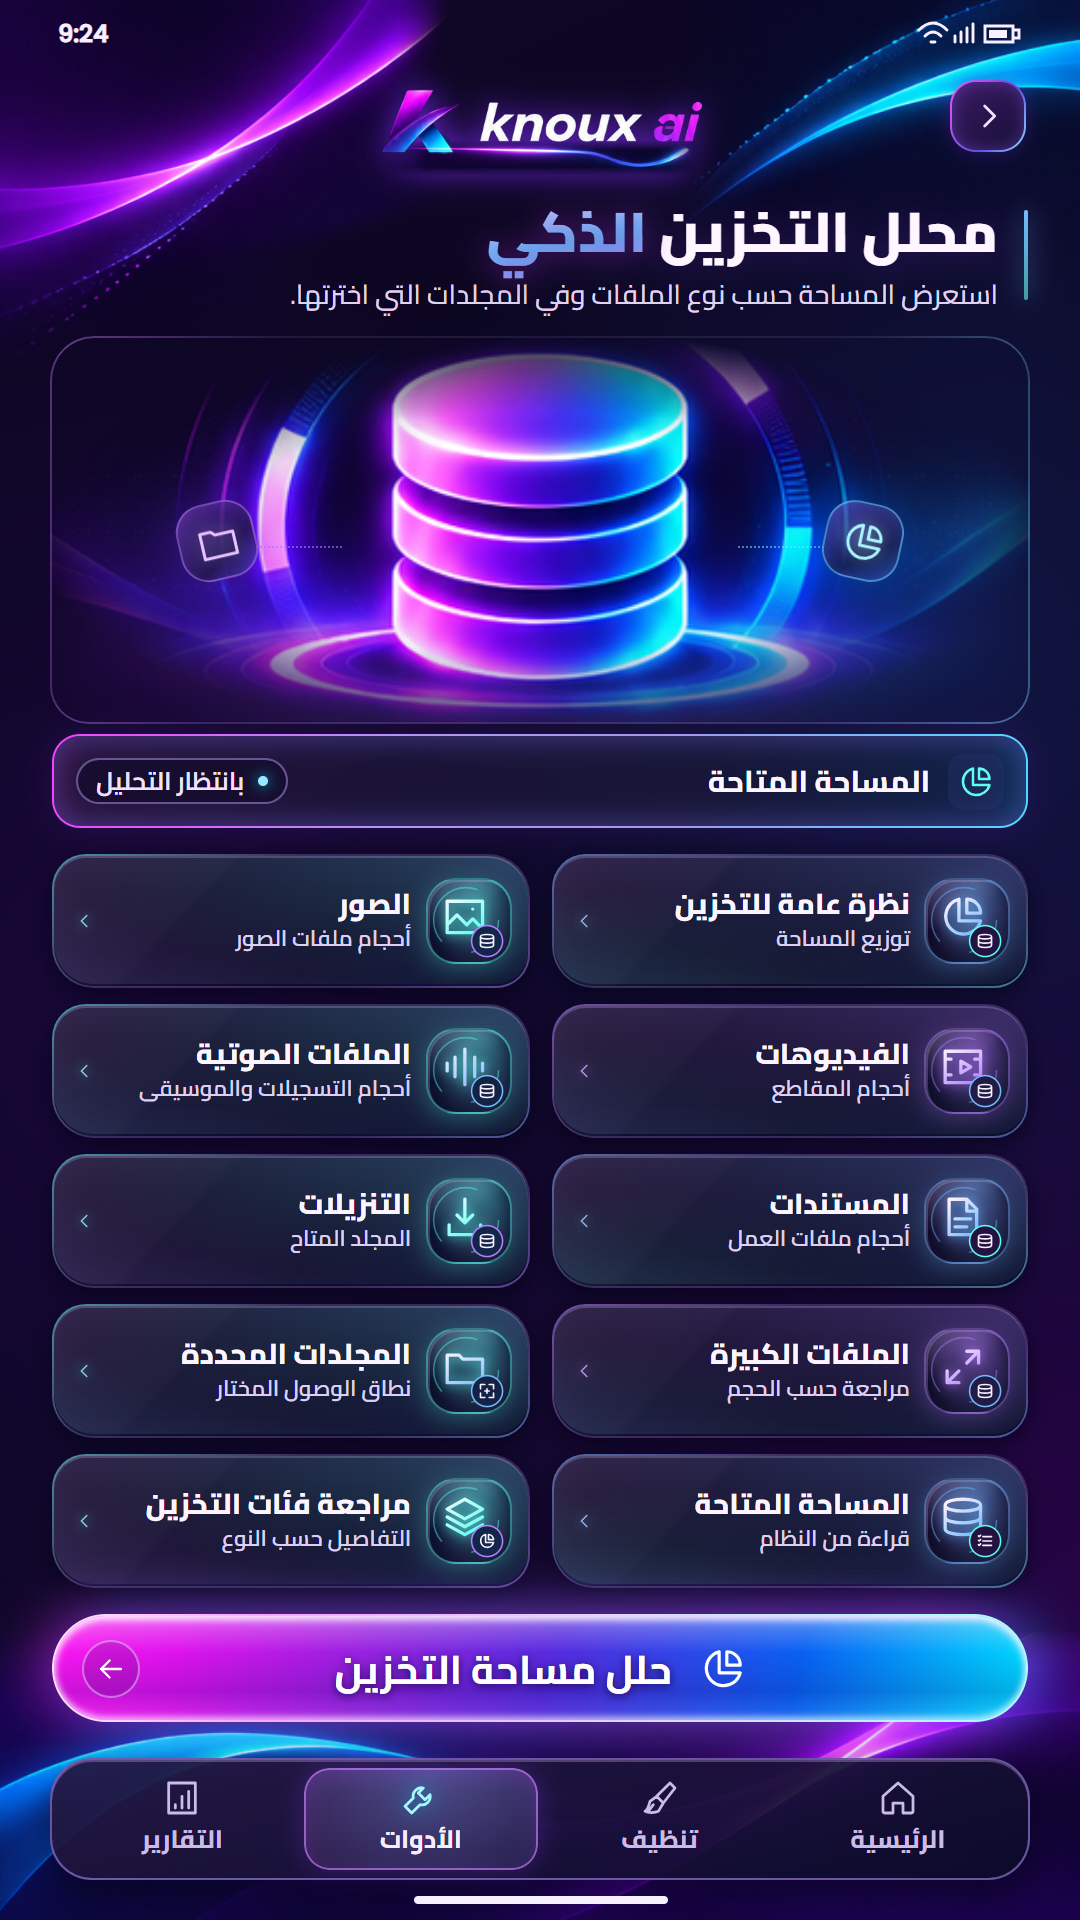 9:24
knoux ai
محلل التخزين الذكي
استعرض المساحة حسب نوع الملفات وفي المجلدات التي اخترتها.
المساحة المتاحة
بانتظار التحليل
نظرة عامة للتخزين
توزيع المساحة
الصور
أحجام ملفات الصور
الفيديوهات
أحجام المقاطع
الملفات الصوتية
أحجام التسجيلات والموسيقى
المستندات
أحجام ملفات العمل
التنزيلات
المجلد المتاح
الملفات الكبيرة
مراجعة حسب الحجم
المجلدات المحددة
نطاق الوصول المختار
المساحة المتاحة
قراءة من النظام
مراجعة فئات التخزين
التفاصيل حسب النوع
حلل مساحة التخزين
الرئيسية
تنظيف
الأدوات
التقارير